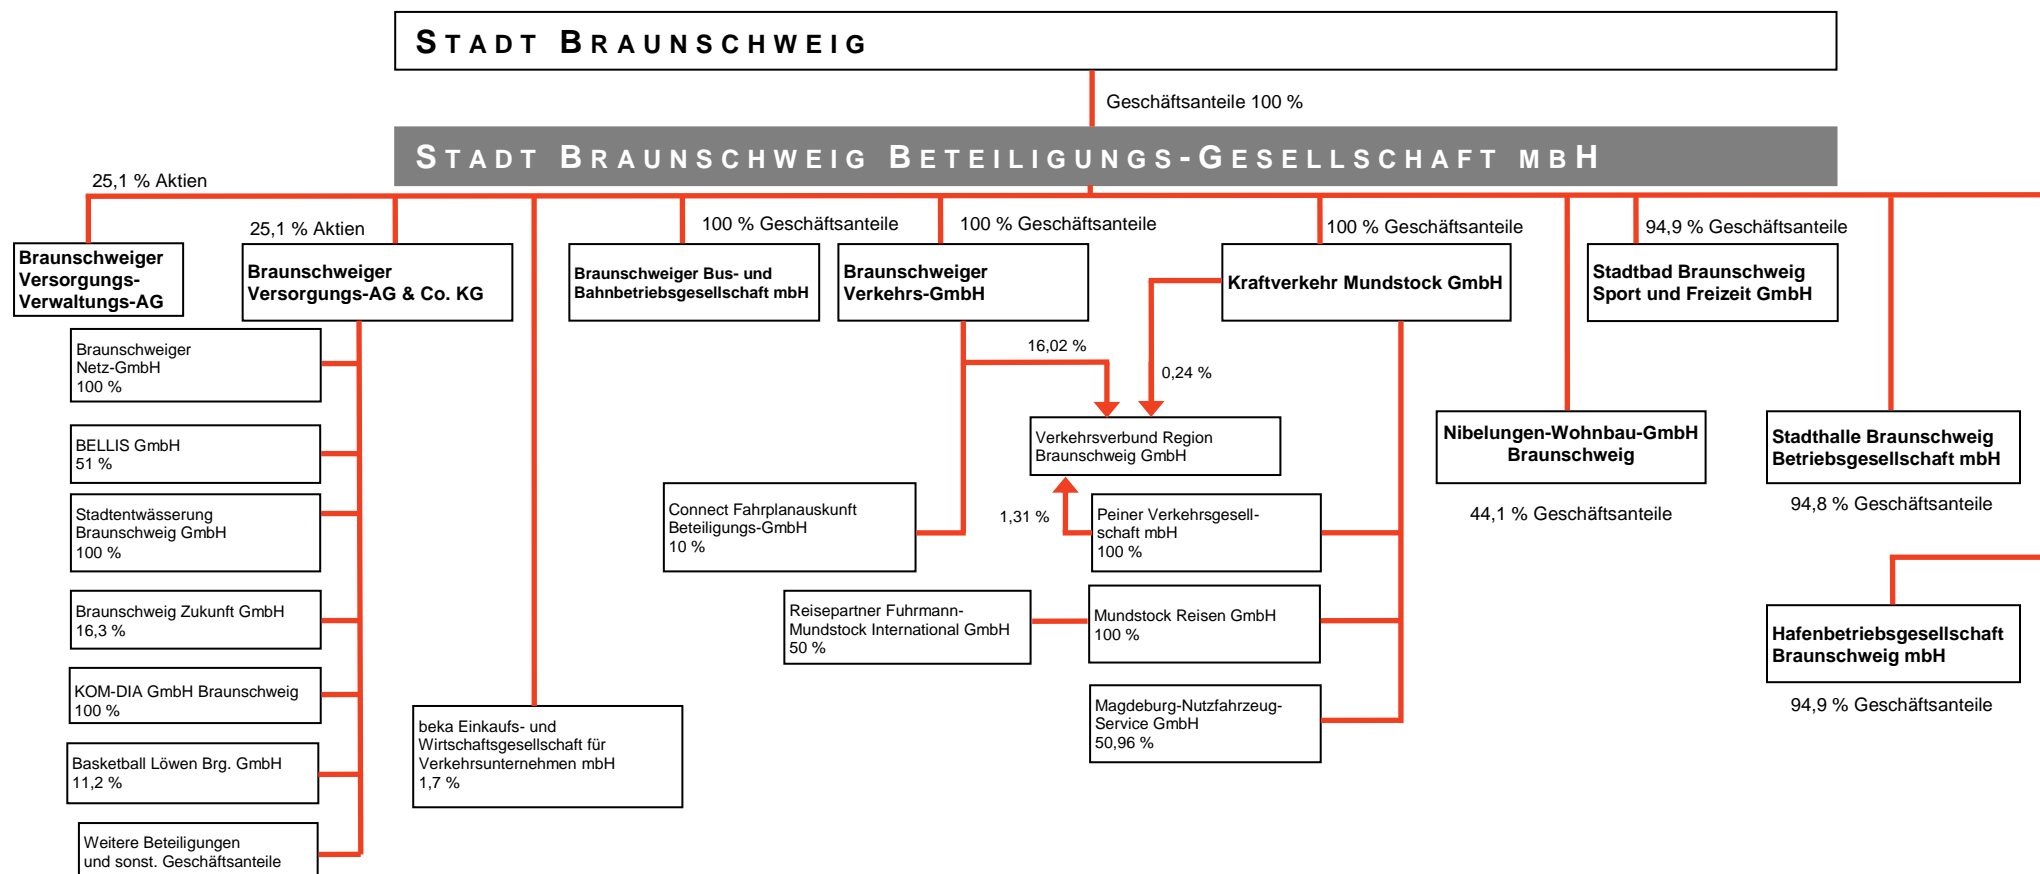 STADT BRAUNSCHWEIG
Geschäftsanteile 100 %
STADT BRAUNSCHWEIG BETEILIGUNGS-GESELLSCHAFT MBH
25,1 % Aktien
25,1 % Aktien
100 % Geschäftsanteile
100 % Geschäftsanteile
100 % Geschäftsanteile
94,9 % Geschäftsanteile
Braunschweiger
Versorgungs-
Verwaltungs-AG
Braunschweiger
Versorgungs-AG & Co. KG
Braunschweiger Bus- und
Bahnbetriebsgesellschaft mbH
Braunschweiger
Verkehrs-GmbH
Kraftverkehr Mundstock GmbH
Stadtbad Braunschweig
Sport und Freizeit GmbH
Braunschweiger
Netz-GmbH
100 %
16,02 %
0,24 %
BELLIS GmbH
51 %
Verkehrsverbund Region
Braunschweig GmbH
Nibelungen-Wohnbau-GmbH
Braunschweig
44,1 % Geschäftsanteile
Stadthalle Braunschweig
Betriebsgesellschaft mbH
94,8 % Geschäftsanteile
Stadtentwässerung
Braunschweig GmbH
100 %
Connect Fahrplanauskunft
Beteiligungs-GmbH
10 %
1,31 %
Peiner Verkehrsgesell-
schaft mbH
100 %
Braunschweig Zukunft GmbH
16,3 %
Reisepartner Fuhrmann-
Mundstock International GmbH
50 %
Mundstock Reisen GmbH
100 %
Hafenbetriebsgesellschaft
Braunschweig mbH
94,9 % Geschäftsanteile
KOM-DIA GmbH Braunschweig
100 %
beka Einkaufs- und
Wirtschaftsgesellschaft für
Verkehrsunternehmen mbH
1,7 %
Magdeburg-Nutzfahrzeug-
Service GmbH
50,96 %
Basketball Löwen Brg. GmbH
11,2 %
Weitere Beteiligungen
und sonst. Geschäftsanteile